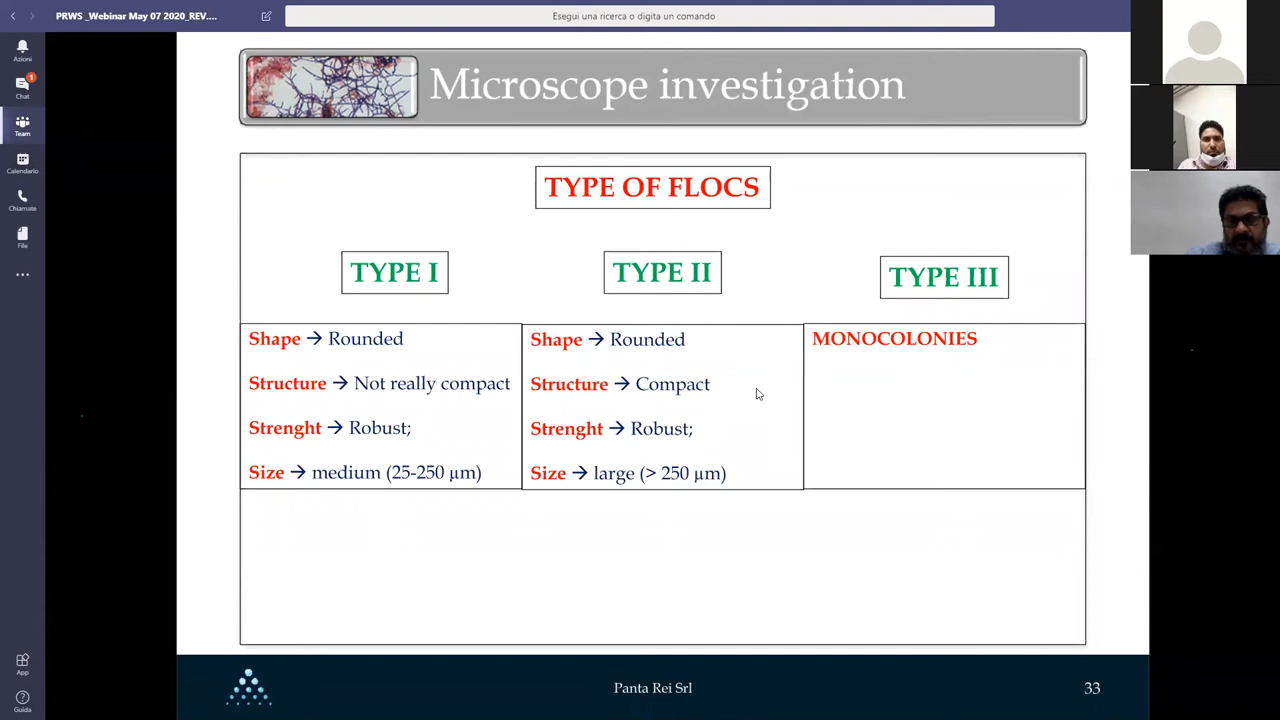 PRWS _Webinar May 07 2020_REV....
Esegui una ricerca o digita un comando
Azioni
1
Chat
Team
Calendario
Chiamate
File
App
Guida
Microscope investigation
TYPE OF FLOCS
TYPE I
TYPE II
TYPE III
Shape → Rounded
Structure → Not really compact
Strenght → Robust;
Size → medium (25-250 µm)
Shape → Rounded
Structure → Compact
Strenght → Robust;
Size → large (> 250 µm)
MONOCOLONIES
Panta Rei Srl
33